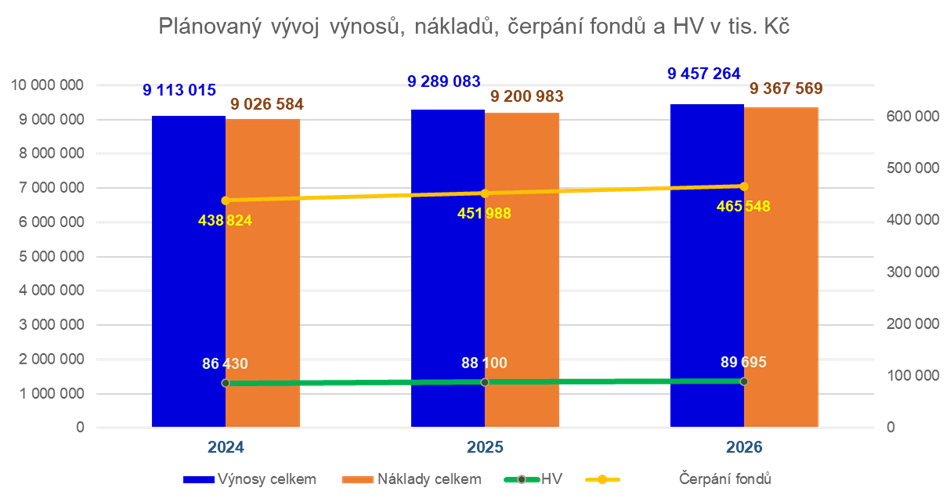 Plánovaný vývoj výnosů, nákladů, čerpání fondů a HV v tis. Kč
9 113 015
9 026 584
9 289 083
9 200 983
9 457 264
9 367 569
10 000 000
9 000 000
8 000 000
7 000 000
6 000 000
5 000 000
4 000 000
3 000 000
2 000 000
1 000 000
0
438 824
451 988
465 548
86 430
88 100
89 695
600 000
500 000
400 000
300 000
200 000
100 000
0
2024
2025
2026
Výnosy celkem
Náklady celkem
HV
Čerpání fondů